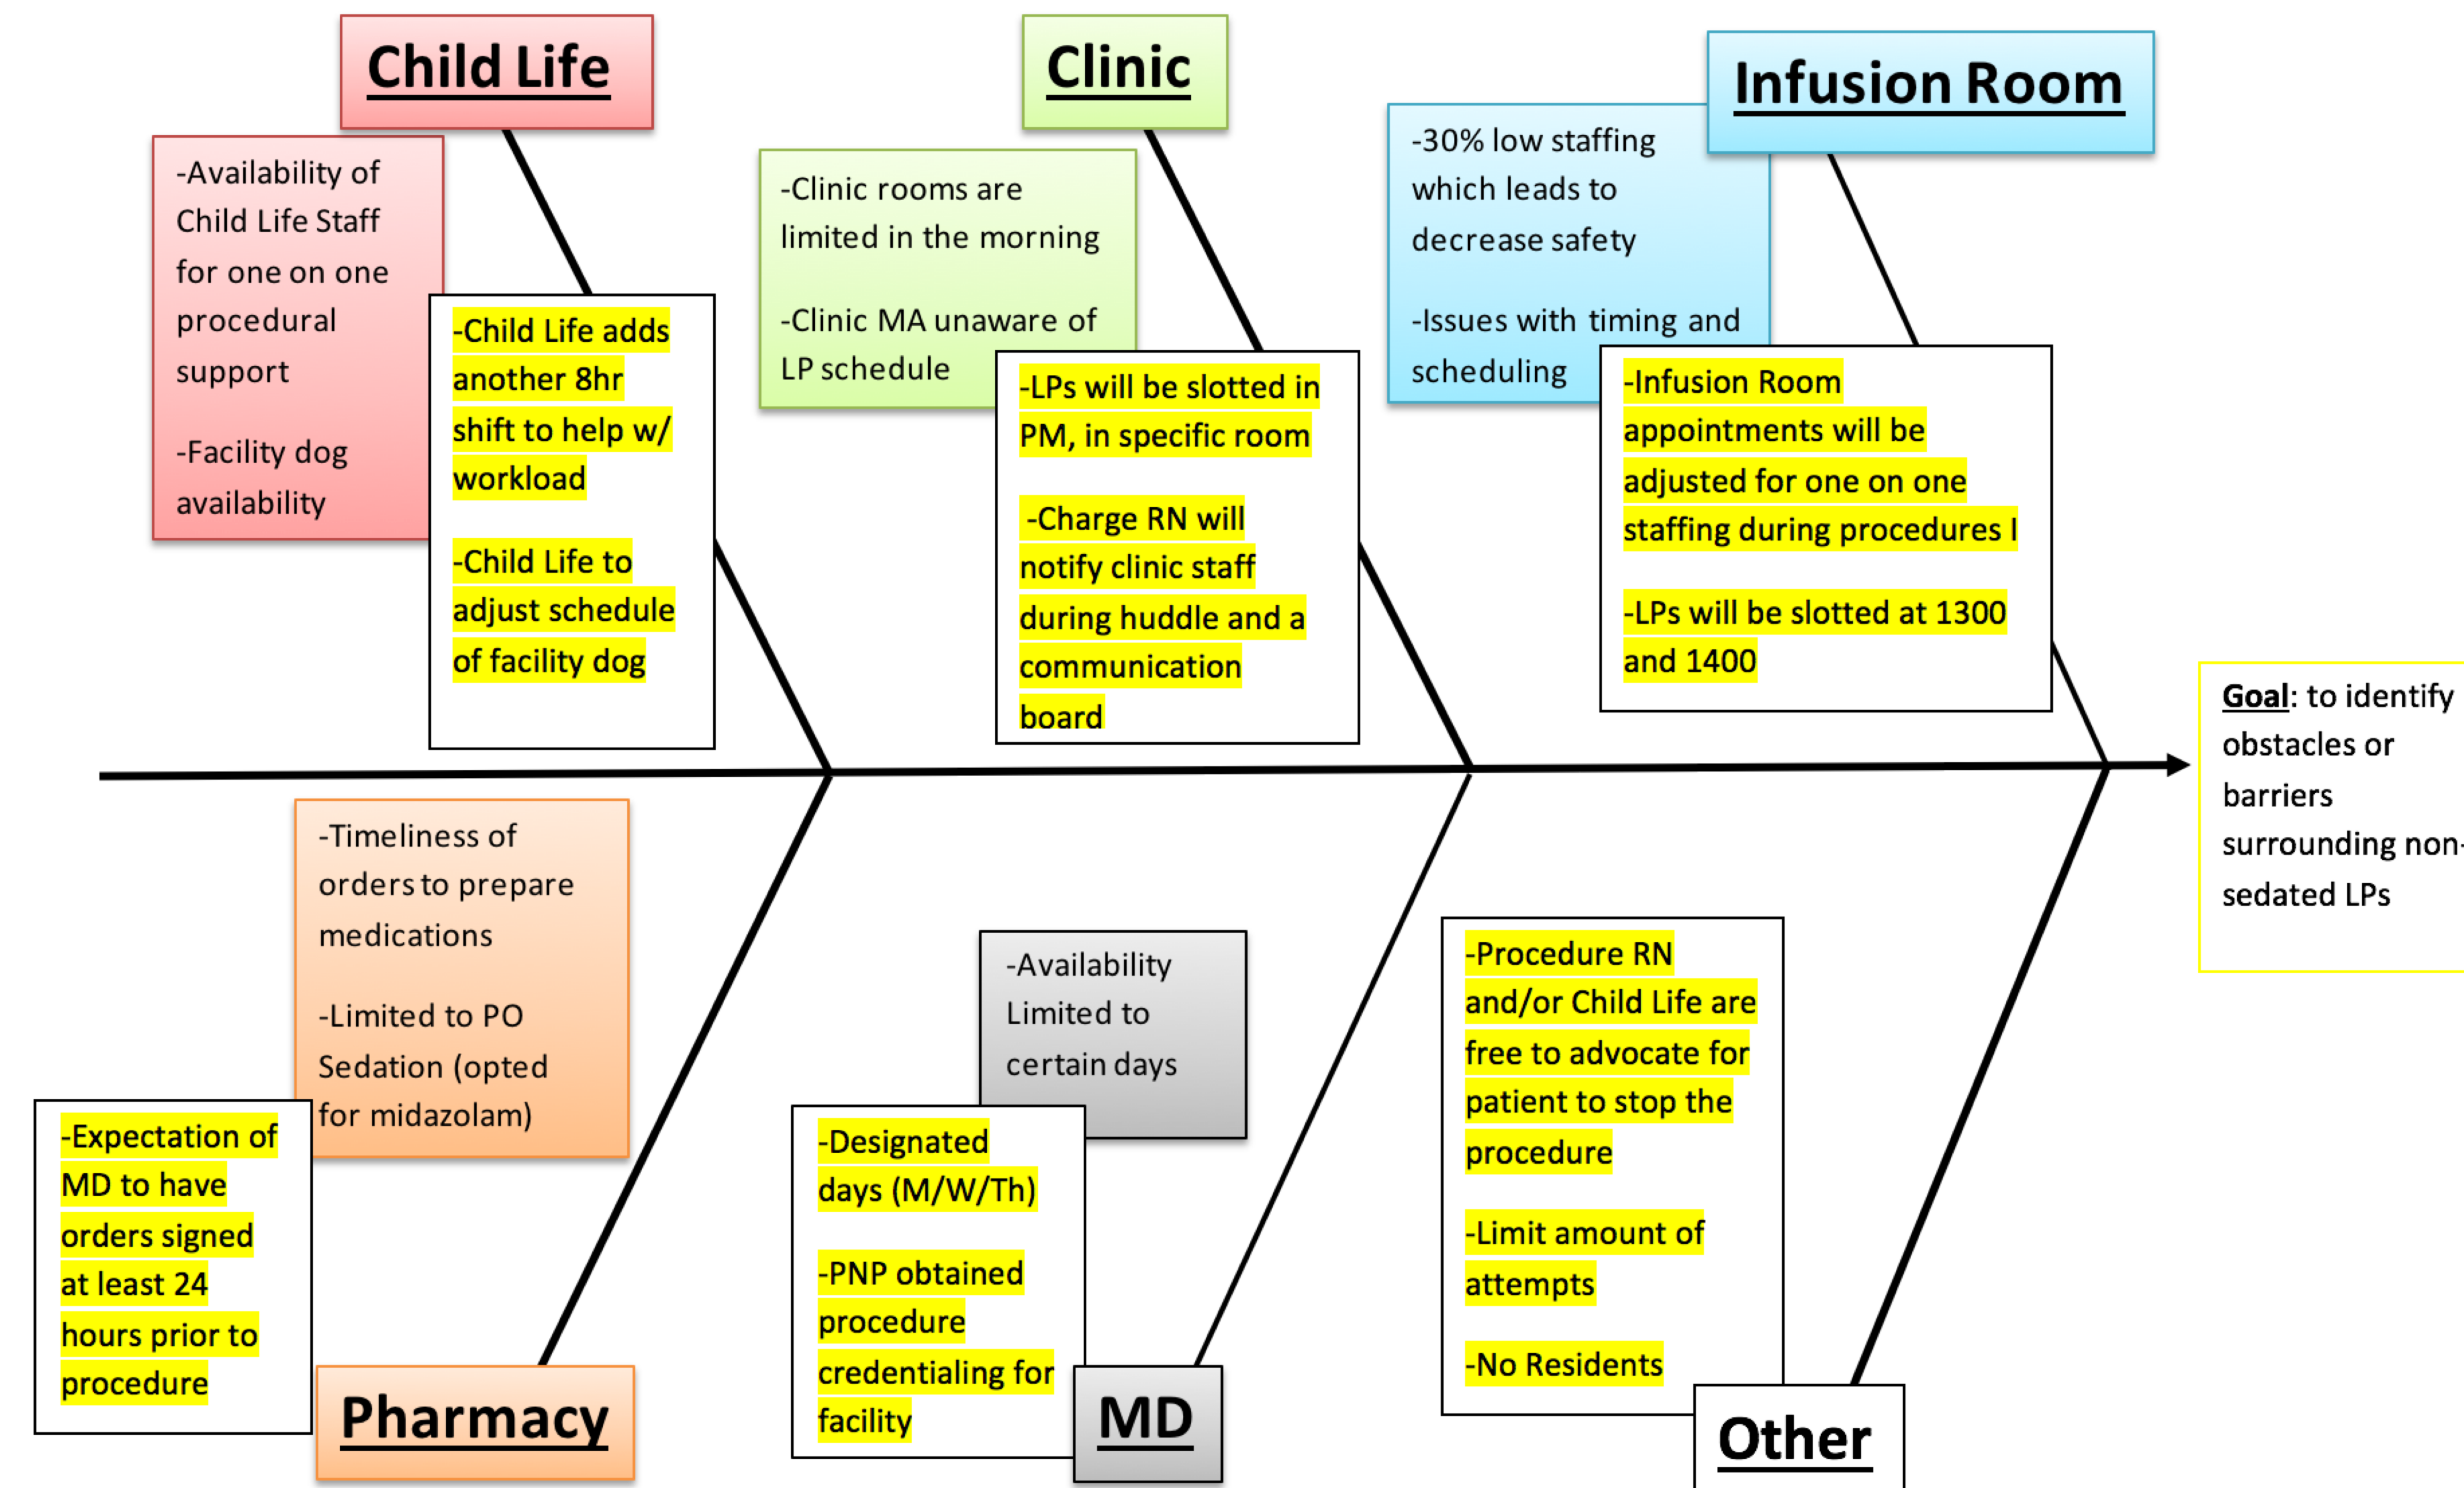 Child Life
-Availability of
Child Life Staff
for one on one
procedural
support
-Facility dog
availability
-Child Life adds
another 8hr
shift to help w/
workload
-Child Life to
adjust schedule
of facility dog
Clinic
-Clinic rooms are
limited in the morning
-Clinic MA unaware of
LP schedule
-LPs will be slotted in
PM, in specific room
-Charge RN will
notify clinic staff
during huddle and a
communication
board
Infusion Room
-30% low staffing
which leads to
decrease safety
-Issues with timing and
scheduling
-Infusion Room
appointments will be
adjusted for one on one
staffing during procedures I
-LPs will be slotted at 1300
and 1400
Goal: to identify
obstacles or
barriers
surrounding non-
sedated LPs
-Timeliness of
orders to prepare
medications
-Limited to PO
Sedation (opted
for midazolam)
-Expectation of
MD to have
orders signed
at least 24
hours prior to
procedure
Pharmacy
-Availability
Limited to
certain days
-Designated
days (M/W/Th)
-PNP obtained
procedure
credentialing for
facility
MD
-Procedure RN
and/or Child Life are
free to advocate for
patient to stop the
procedure
-Limit amount of
attempts
-No Residents
Other